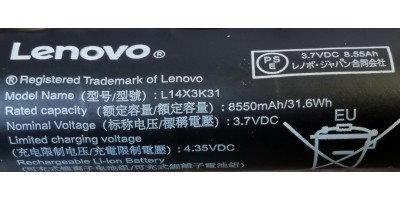 Lenovo
PS E 3.7VDC 8.55Ah
レノボ・ジャパン合同会社
® Registered Trademark of Lenovo
Model Name (型号/型號) : L14X3K31
Rated capacity (额定容量/額定容量) : 8550mAh/31.6Wh
Nominal Voltage (标称电压/標稱電壓) : 3.7VDC
EU
Limited charging voltage
(充电限制电压/充電限制電壓) : 4.35VDC
Rechargeable Li-ion Battery